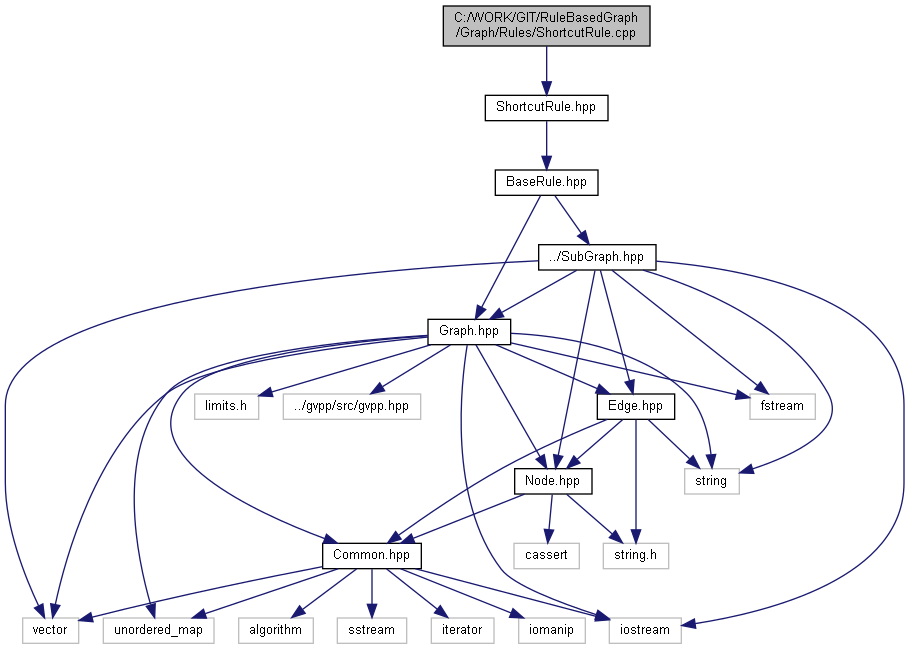 C:/WORK/GIT/RuleBasedGraph
/Graph/Rules/ShortcutRule.cpp
ShortcutRule.hpp
BaseRule.hpp
../SubGraph.hpp
Graph.hpp
limits.h
../gvpp/src/gvpp.hpp
Edge.hpp
fstream
Node.hpp
string
Common.hpp
cassert
string.h
vector
unordered_map
algorithm
sstream
iterator
iomanip
iostream